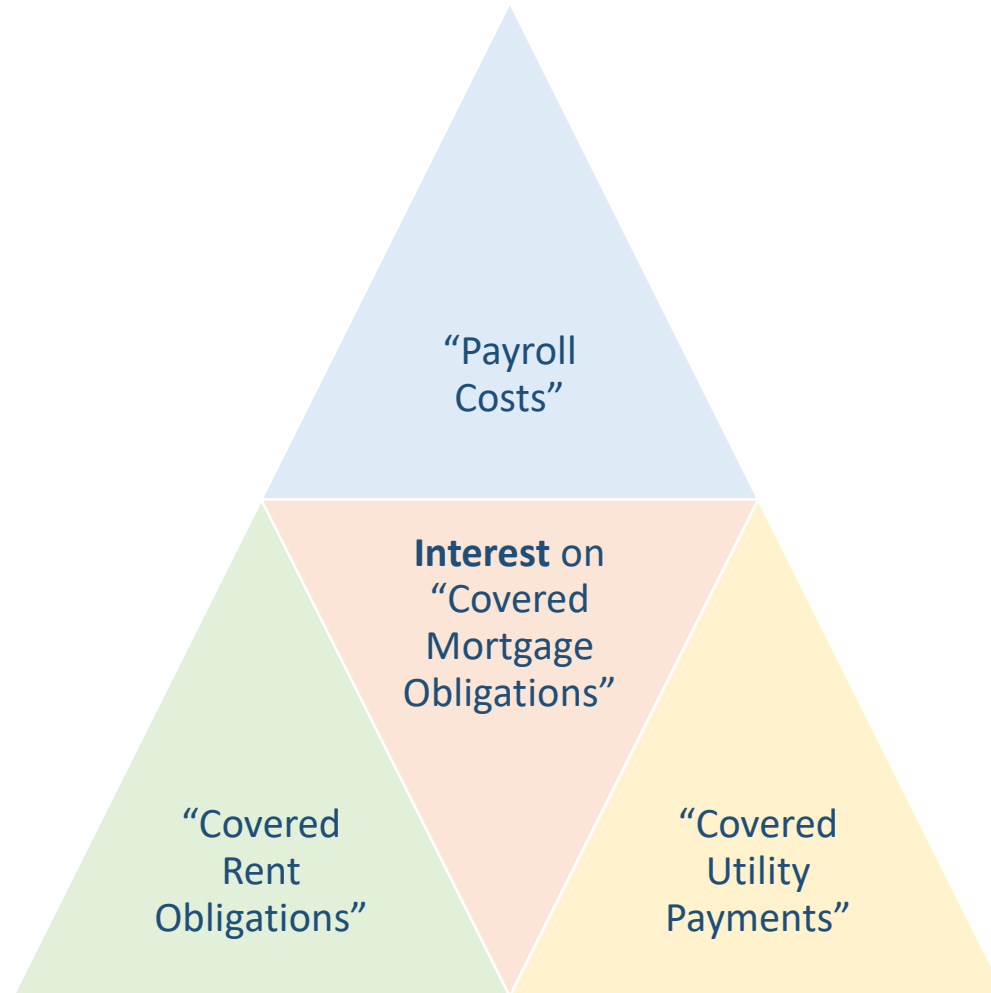 “Payroll
Costs”
Interest on
“Covered
Mortgage
Obligations”
“Covered
Rent
Obligations”
“Covered
Utility
Payments”